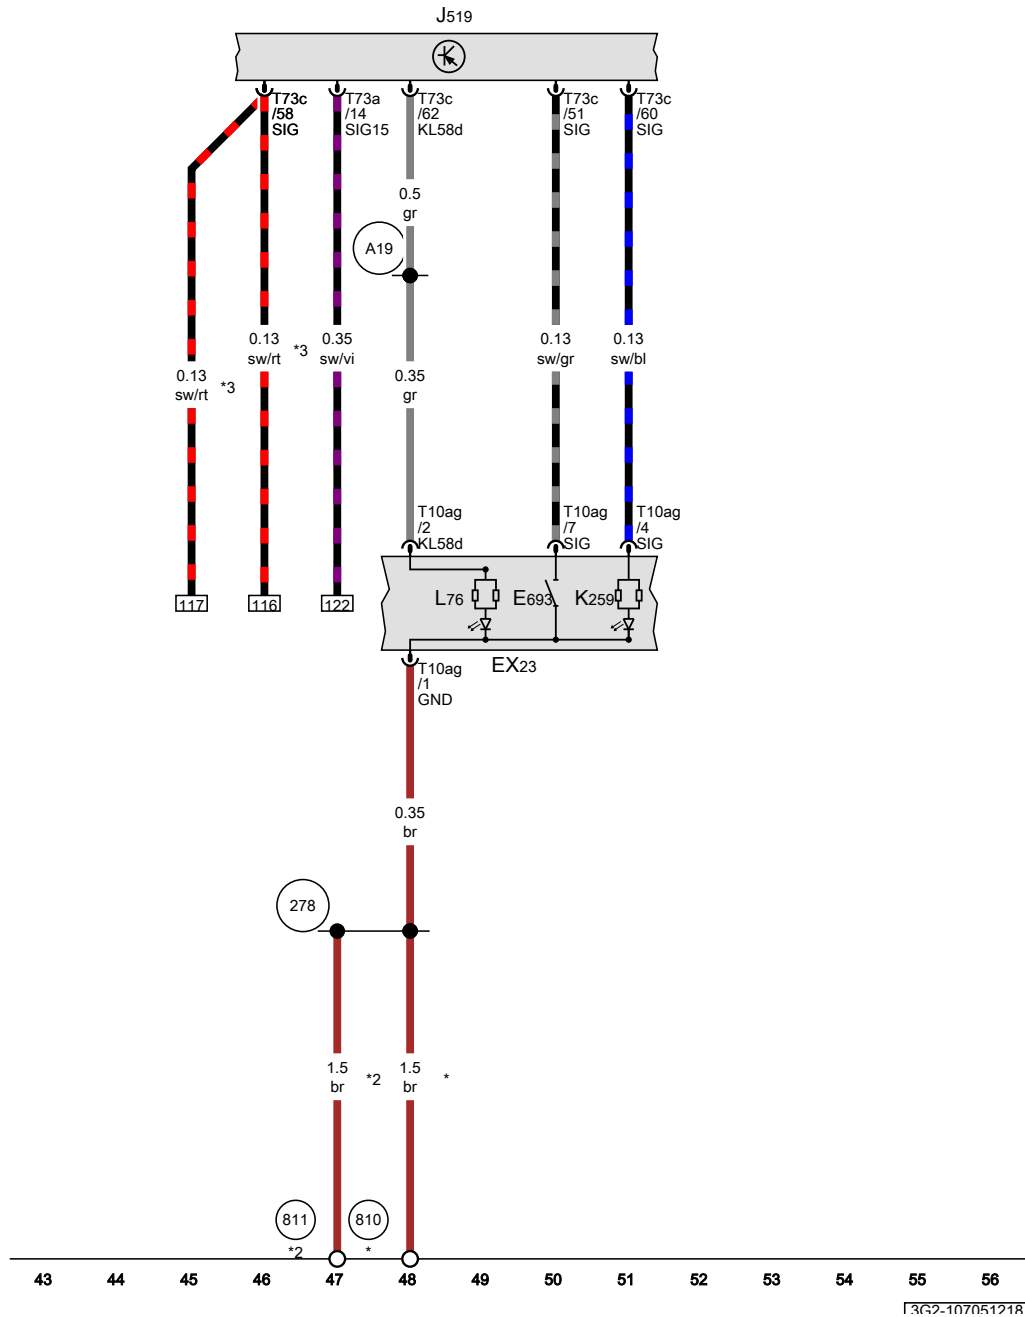 J519
T73c
/58
SIG
T73a
/14
SIG15
T73c
/62
KL58d
T73c
/51
SIG
T73c
/60
SIG
0.5
gr
A19
0.13
sw/rt
*3
0.13
sw/rt
*3
0.35
sw/vi
0.35
gr
0.13
sw/gr
0.13
sw/bl
T10ag
/2
KL58d
T10ag
/7
SIG
T10ag
/4
SIG
117
116
122
L76
E693
K259
EX23
T10ag
/1
GND
0.35
br
278
1.5
br
*2
1.5
br
*
811
*2
810
*
43 44 45 46 47 48 49 50 51 52 53 54 55 56
3G2-107051218